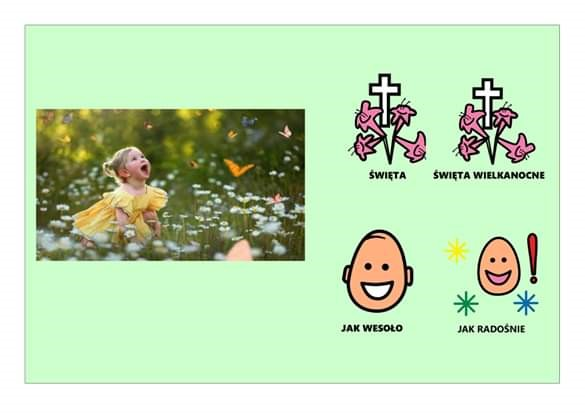 ŚWIĘTA
ŚWIĘTA WIELKANOCNE
JAK WESOŁO
JAK RADOŚNIE